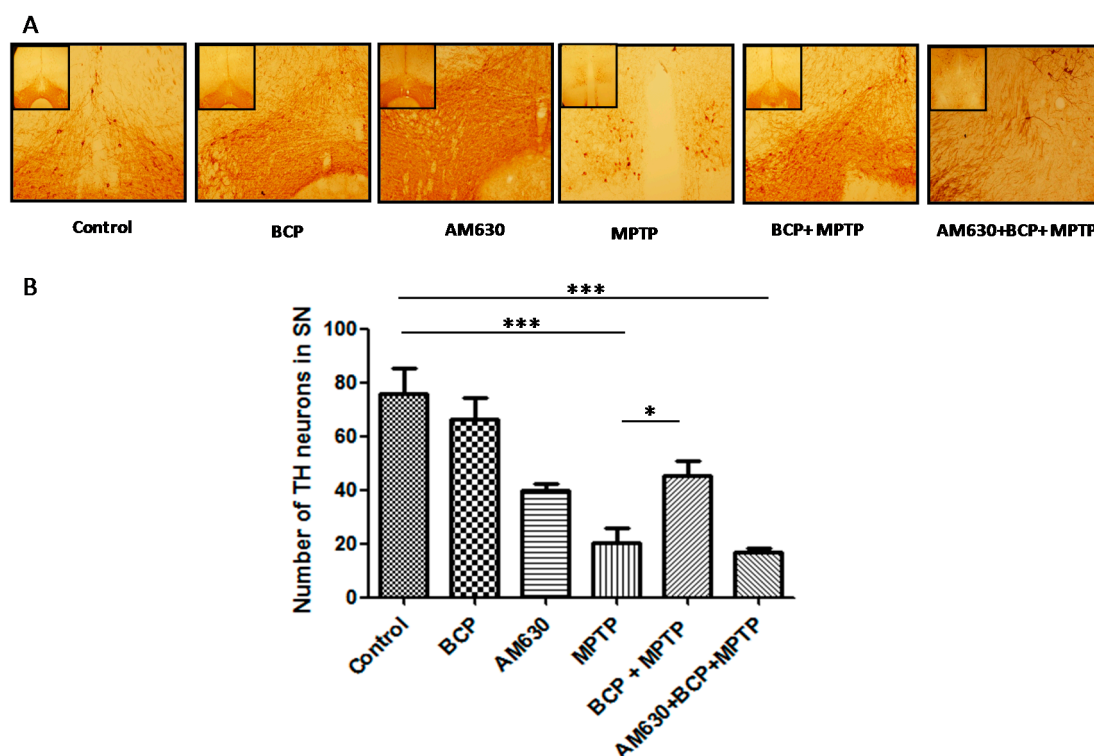 A
Control
BCP
AM630
MPTP
BCP+MPTP
AM630+BCP+MPTP
B
***
***
*
Number of TH neurons in SN
100
80
60
40
20
0
Control
BCP
AM630
MPTP
BCP + MPTP
AM630+BCP+MPTP